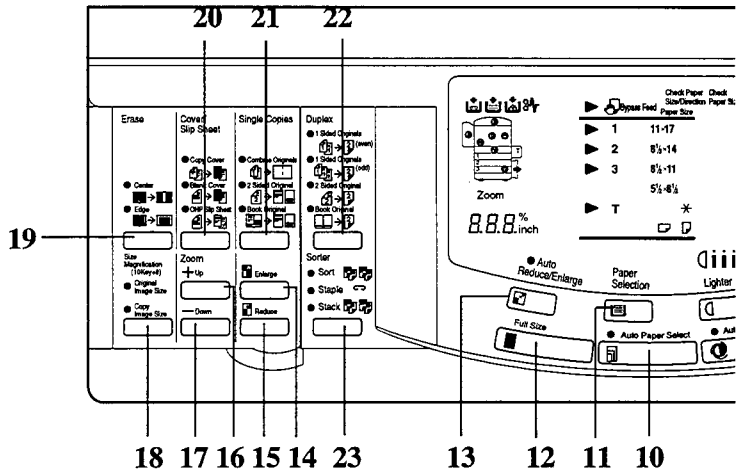 20
21
22
Erase
Cover/
Slip Sheet
Single Copies
Duplex
Center
Edge
Copy Cover
Blank Cover
OHP Slip Sheet
Combine Originals
2 Sided Original
Book Original
1 Sided Originals
(even)
1 Sided Originals
(odd)
2 Sided Original
Book Original
Check Paper
Size/Direction
Check
Paper Siz
Bypass Feed
Paper Size
1 11-17
2 8½-14
3 8½-11
5½-8½
T
Zoom
8.8.8.% inch
19
Size
Magnification
(10Key+#)
Original
Image Size
Copy
Image Size
Zoom
Up
Down
Enlarge
Reduce
Sorter
Sort
Staple
Stack
Auto
Reduce/Enlarge
Full Size
Paper
Selection
Auto Paper Select
Lighter
Aut
18
17
16
15
14
23
13
12
11
10